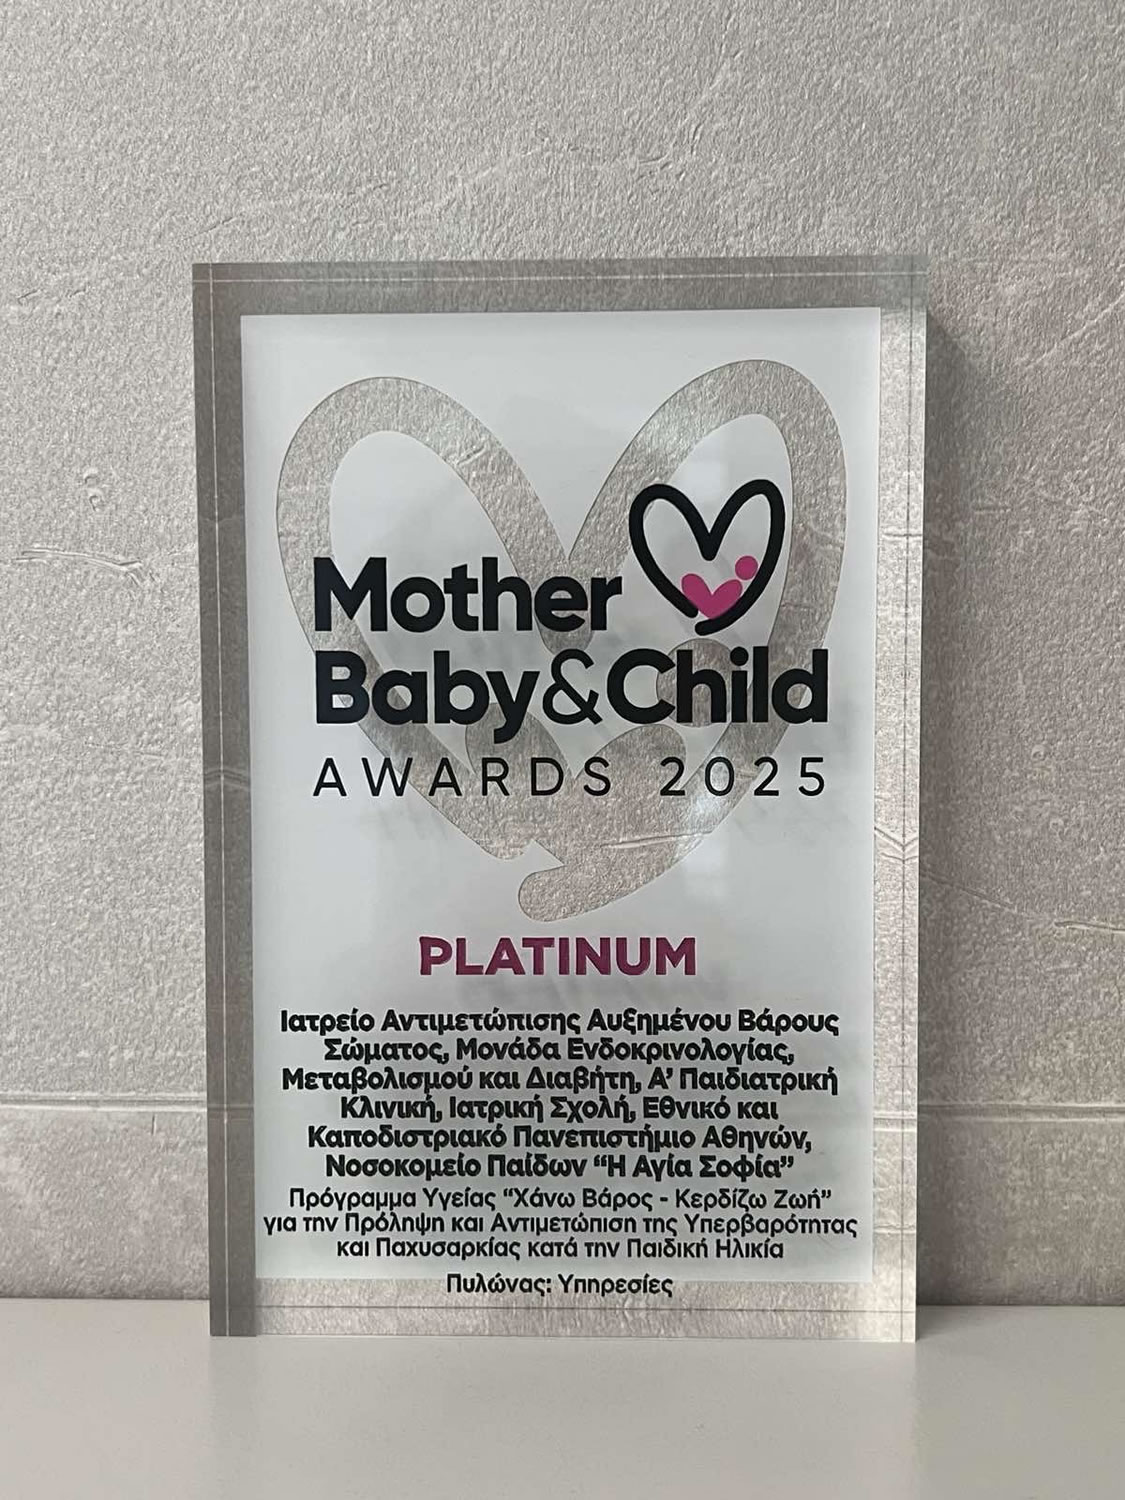 Mother
Baby&Child
AWARDS 2025
PLATINUM
Ιατρείο Αντιμετώπισης Αυξημένου Βάρους
Σώματος, Μονάδα Ενδοκρινολογίας,
Μεταβολισμού και Διαβήτη, Α’ Παιδιατρική
Κλινική, Ιατρική Σχολή, Εθνικό και
Καποδιστριακό Πανεπιστήμιο Αθηνών,
Νοσοκομείο Παίδων “Η Αγία Σοφία”
Πρόγραμμα Υγείας “Χάνω Βάρος - Κερδίζω Ζωή”
για την Πρόληψη και Αντιμετώπιση της Υπερβαρότητας
και Παχυσαρκίας κατά την Παιδική Ηλικία
Πυλώνας: Υπηρεσίες